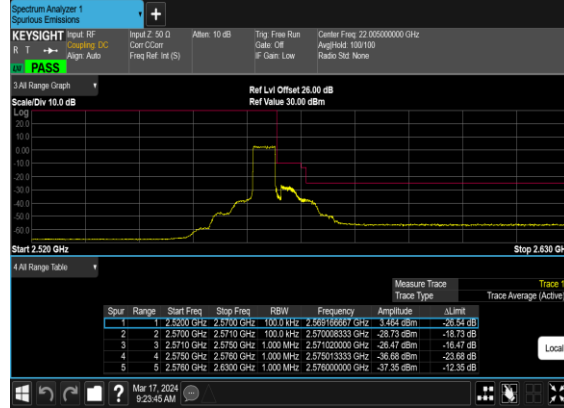 Spectrum Analyzer 1
Spurious Emissions
KEYSIGHT Input: RF Input Z: 50 Ω Atten: 10 dB Trig: Free Run Center Freq: 22.005000000 GHz
R T Coupling: DC Corr CCorr Gate: Off Avg|Hold: 100/100
Align: Auto Freq Ref: Int (S) IF Gain: Low Radio Std: None
PASS
3 All Range Graph
Ref Lvl Offset 26.00 dB
Scale/Div 10.0 dB Ref Value 30.00 dBm
Log
20.0
10.0
0.00
-10.0
-20.0
-30.0
-40.0
-50.0
-60.0
Start 2.520 GHz Stop 2.630 GH
4 All Range Table
Measure Trace Trace 1
Trace Type Trace Average (Active)
Spur Range Start Freq Stop Freq RBW Frequency Amplitude ΔLimit
1 1 2.5200 GHz 2.5700 GHz 100.0 kHz 2.569166667 GHz 3.464 dBm -26.54 dB
2 2 2.5700 GHz 2.5710 GHz 100.0 kHz 2.570008333 GHz -28.73 dBm -18.73 dB
3 3 2.5710 GHz 2.5750 GHz 1.000 MHz 2.571020000 GHz -26.47 dBm -16.47 dB
4 4 2.5750 GHz 2.5760 GHz 1.000 MHz 2.575013333 GHz -36.68 dBm -23.68 dB
5 5 2.5760 GHz 2.6300 GHz 1.000 MHz 2.576000000 GHz -37.35 dBm -12.35 dB
Local
? Mar 17, 2024
9:23:45 AM